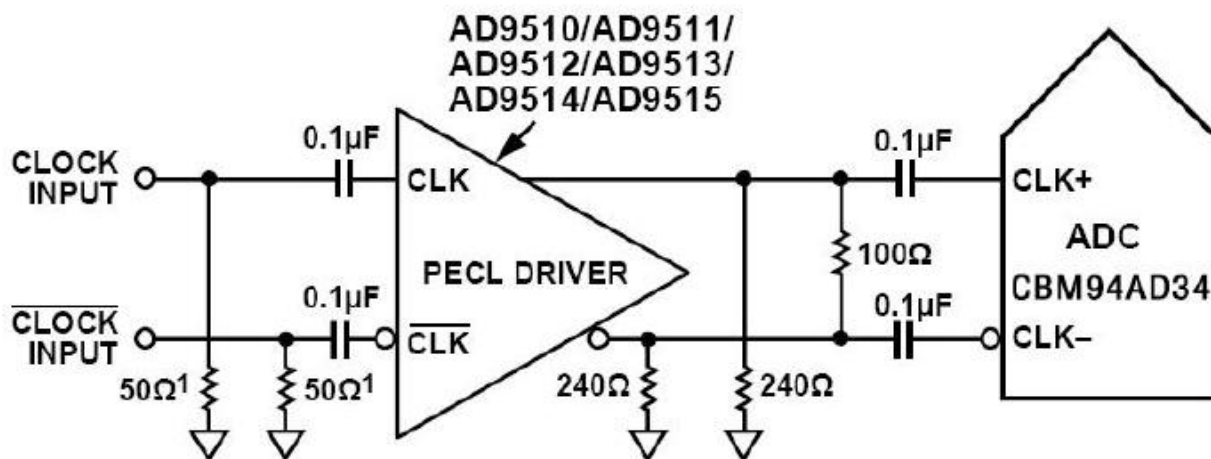 AD9510/AD9511/
AD9512/AD9513/
AD9514/AD9515
CLOCK
INPUT
0.1µF
CLK
0.1µF
CLK+
ADC
CBM94AD34
PECL DRIVER
100Ω
CLOCK
INPUT
0.1µF
CLK
0.1µF
CLK–
50Ω¹
50Ω¹
240Ω
240Ω